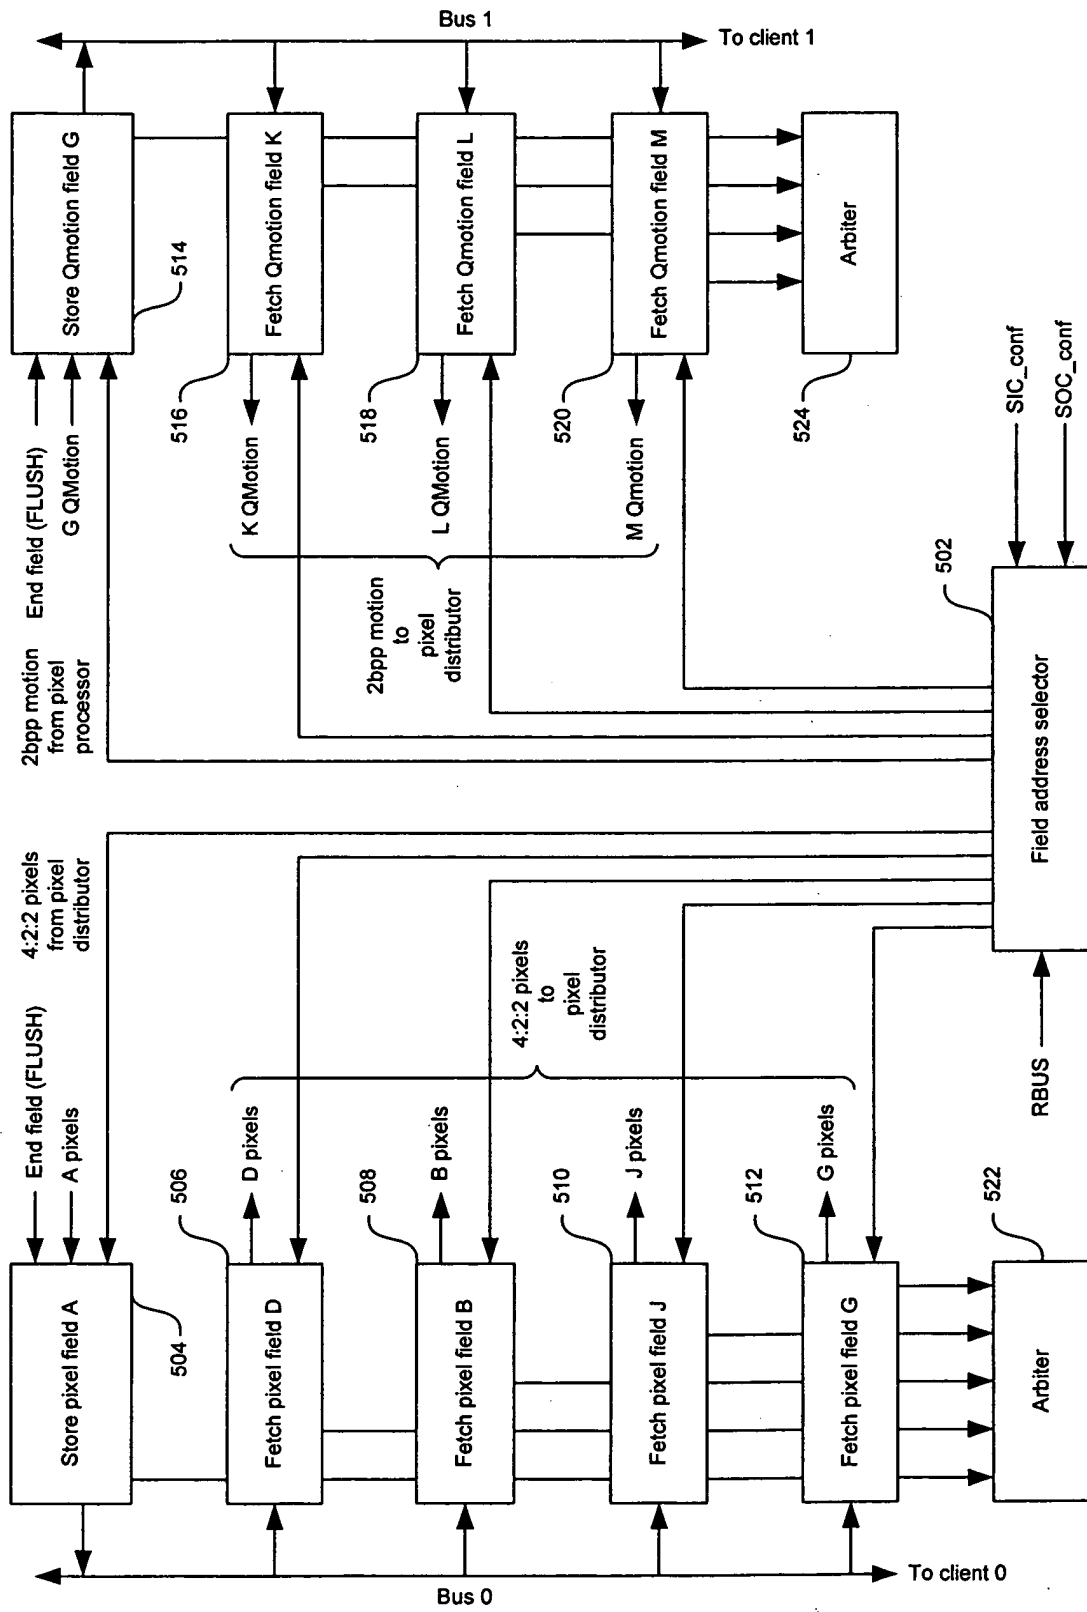 Bus 1
To client 1
Store Qmotion field G
514
Fetch Qmotion field K
516
Fetch Qmotion field L
518
Fetch Qmotion field M
520
Arbiter
524
End field (FLUSH)
G QMotion
2bpp motion
from pixel
processor
K QMotion
L QMotion
M Qmotion
2bpp motion
to
pixel
distributor
SIC_conf
SOC_conf
502
Field address selector
RBUS
4:2:2 pixels
from pixel
distributor
End field (FLUSH)
A pixels
D pixels
B pixels
J pixels
G pixels
4:2:2 pixels
to
pixel
distributor
Store pixel field A
504
Fetch pixel field D
506
Fetch pixel field B
508
Fetch pixel field J
510
Fetch pixel field G
512
Arbiter
522
Bus 0
To client 0